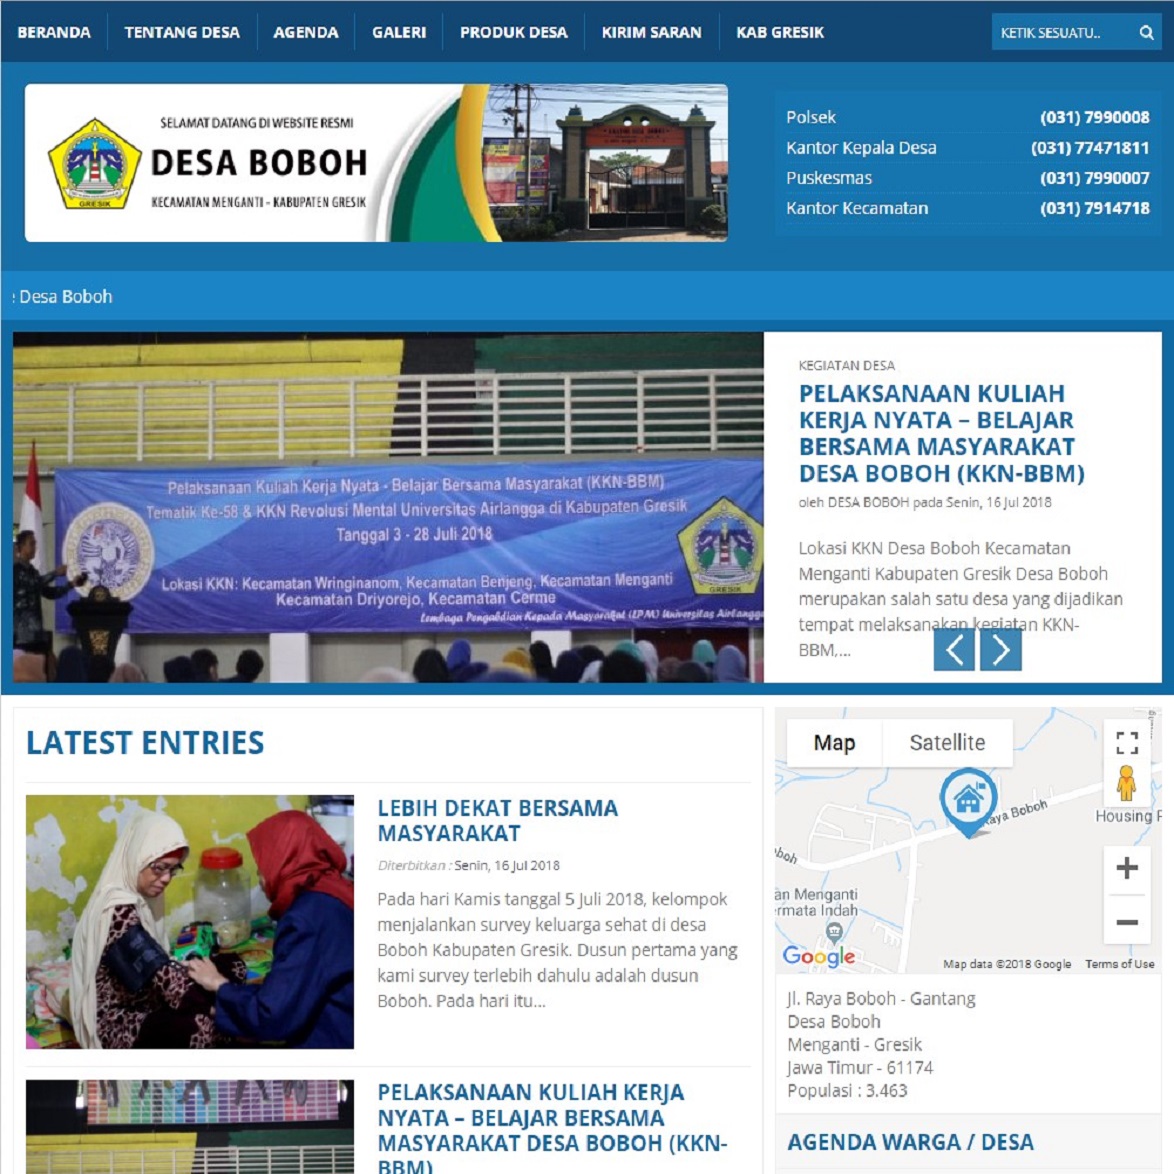 BERANDA
TENTANG DESA
AGENDA
GALERI
PRODUK DESA
KIRIM SARAN
KAB GRESIK
KETIK SESUATU..
SELAMAT DATANG DI WEBSITE RESMI
DESA BOBOH
KECAMATAN MENGANTI - KABUPATEN GRESIK
GRESIK
Polsek (031) 7990008
Kantor Kepala Desa (031) 77471811
Puskesmas (031) 7990007
Kantor Kecamatan (031) 7914718
Desa Boboh
Pelaksanaan Kuliah Kerja Nyata - Belajar Bersama Masyarakat (KKN-BBM)
Tematik Ke-58 & KKN Revolusi Mental Universitas Airlangga di Kabupaten Gresik
Tanggal 3 - 28 Juli 2018
Lokasi KKN: Kecamatan Wringinanom, Kecamatan Benjeng, Kecamatan Menganti
Kecamatan Driyorejo, Kecamatan Cerme
Lembaga Pengabdian Kepada Masyarakat (LPM) Universitas Airlangga
GRESIK
KEGIATAN DESA
PELAKSANAAN KULIAH
KERJA NYATA – BELAJAR
BERSAMA MASYARAKAT
DESA BOBOH (KKN-BBM)
oleh DESA BOBOH pada Senin, 16 Jul 2018
Lokasi KKN Desa Boboh Kecamatan
Menganti Kabupaten Gresik Desa Boboh
merupakan salah satu desa yang dijadikan
tempat melaksanakan kegiatan KKN-
BBM,...
LATEST ENTRIES
LEBIH DEKAT BERSAMA
MASYARAKAT
Diterbitkan : Senin, 16 Jul 2018
Pada hari Kamis tanggal 5 Juli 2018, kelompok
menjalankan survey keluarga sehat di desa
Boboh Kabupaten Gresik. Dusun pertama yang
kami survey terlebih dahulu adalah dusun
Boboh. Pada hari itu...
PELAKSANAAN KULIAH KERJA
NYATA – BELAJAR BERSAMA
MASYARAKAT DESA BOBOH (KKN-
BBM)
Map
Satellite
Raya Boboh
Housing P
boh
an Menganti
rmata Indah
Google
Map data ©2018 Google
Terms of Use
Jl. Raya Boboh - Gantang
Desa Boboh
Menganti - Gresik
Jawa Timur - 61174
Populasi : 3.463
AGENDA WARGA / DESA